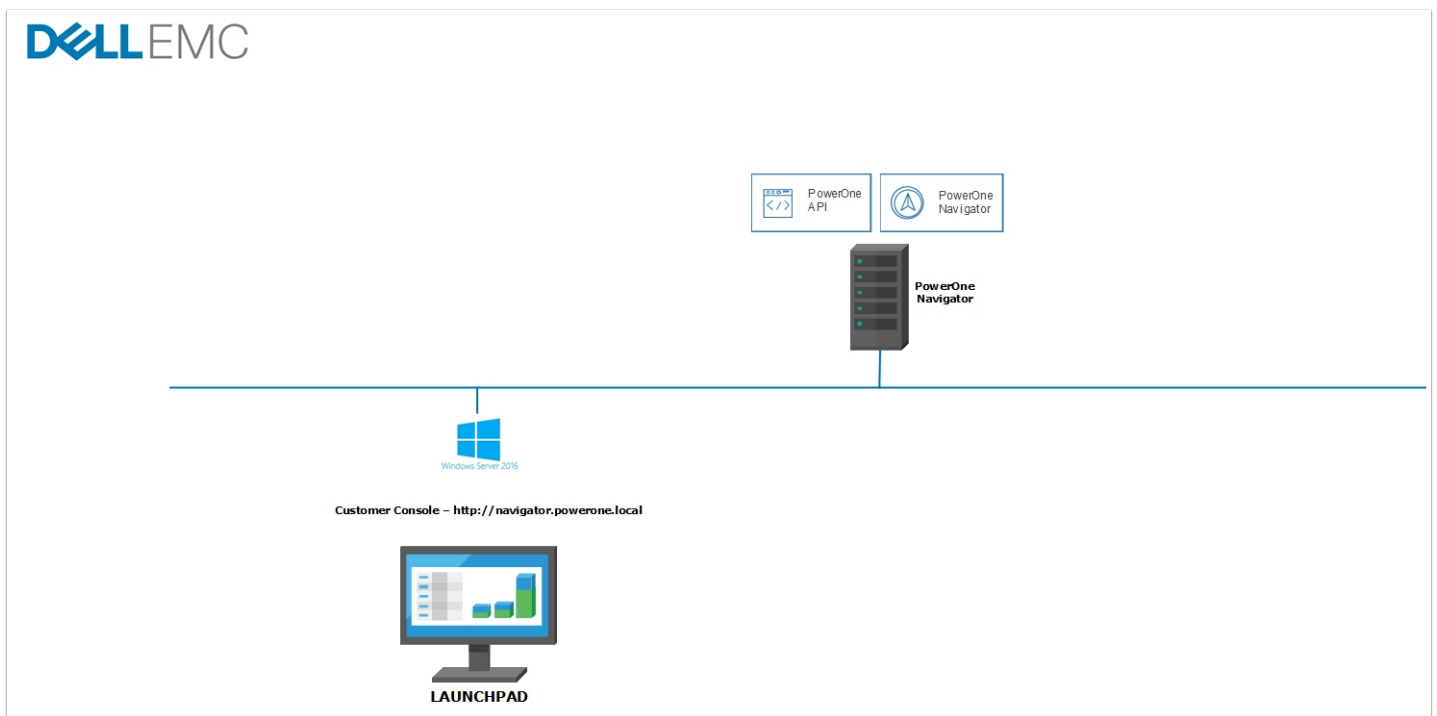 DELLEMC
PowerOne
API
PowerOne
Navigator
PowerOne
Navigator
Windows Server 2016
Customer Console – http://navigator.powerone.local
LAUNCHPAD